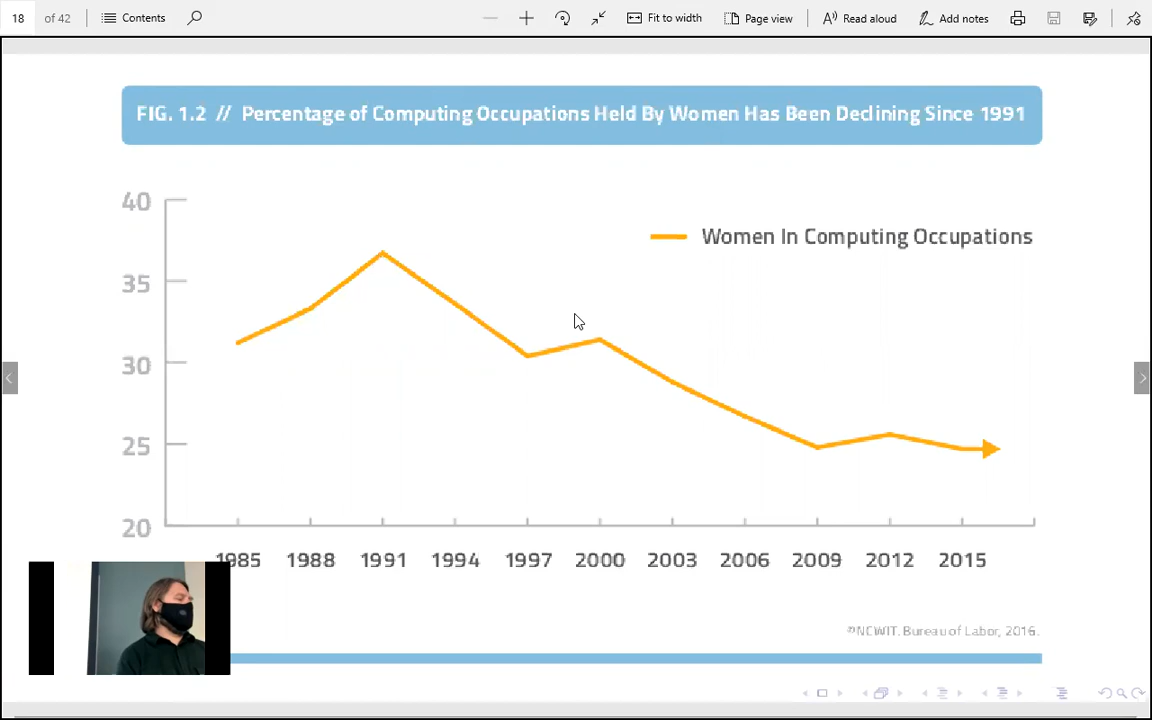 18 of 42 Contents Fit to width Page view Read aloud Add notes
FIG. 1.2 // Percentage of Computing Occupations Held By Women Has Been Declining Since 1991
40
Women In Computing Occupations
35
30
25
20
1985 1988 1991 1994 1997 2000 2003 2006 2009 2012 2015
NCWIT. Bureau of Labor, 2016.